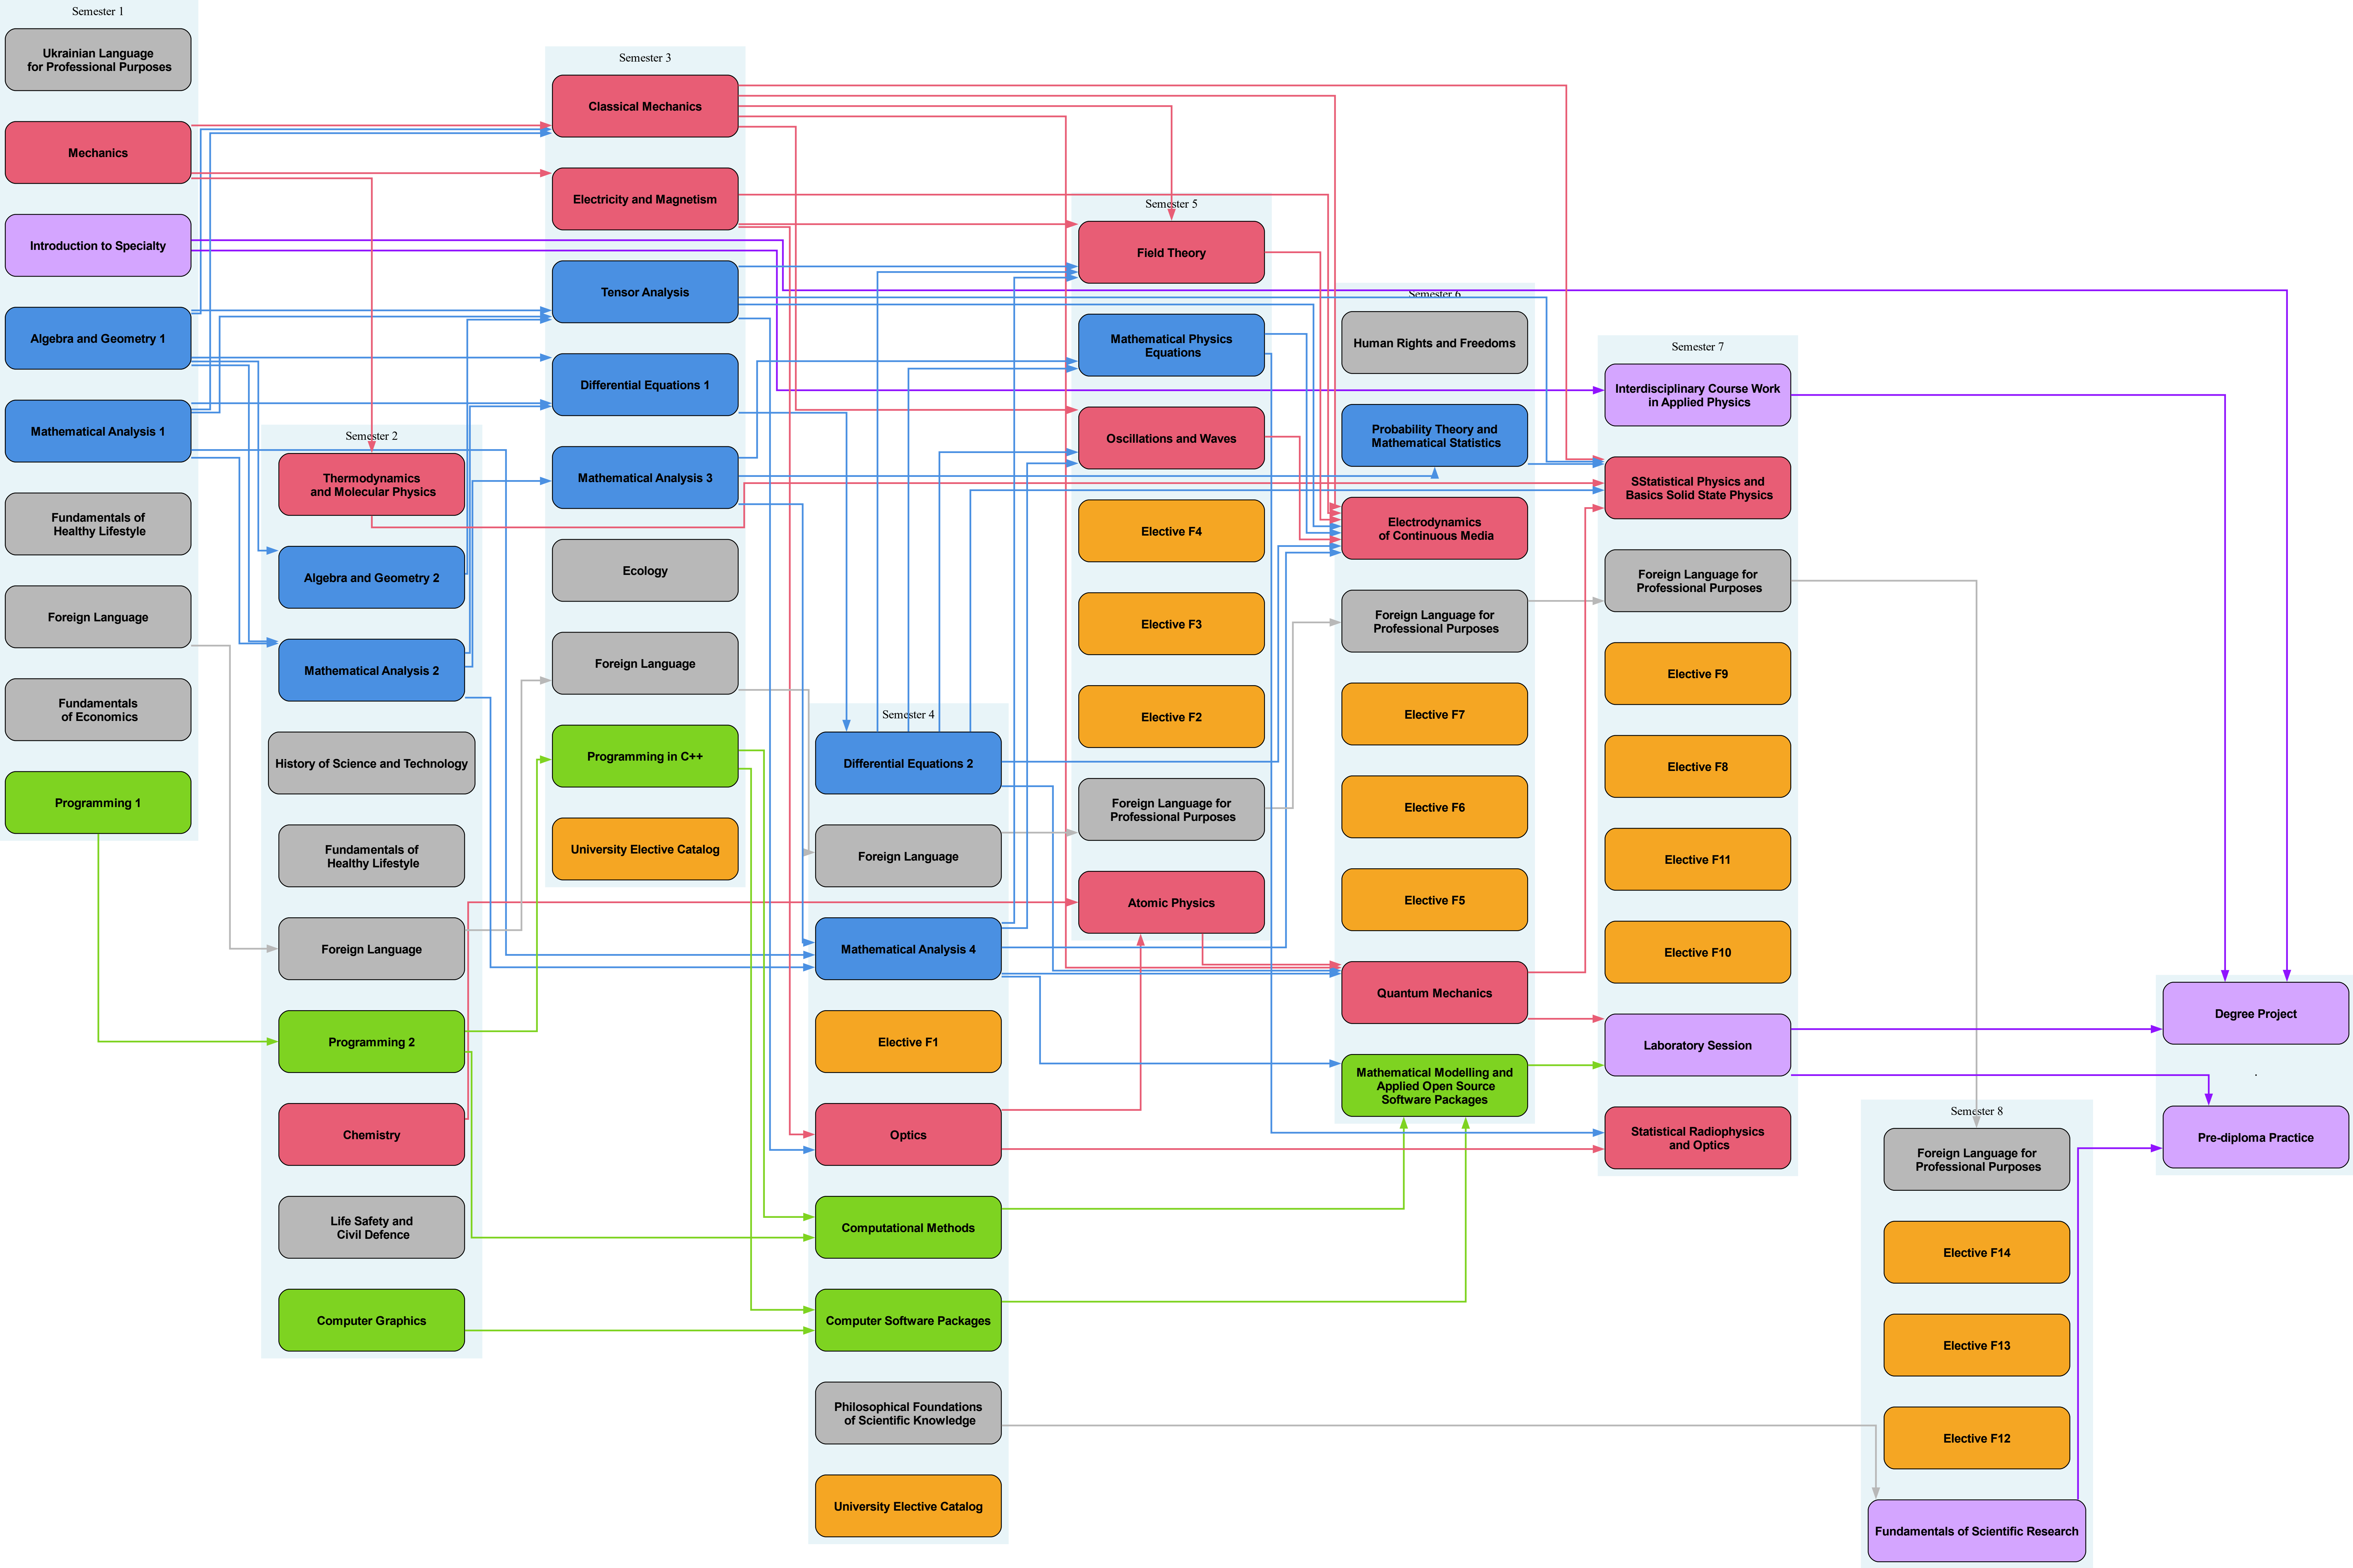 Semester 1
Ukrainian Language
for Professional Purposes
Mechanics
Introduction to Specialty
Algebra and Geometry 1
Mathematical Analysis 1
Fundamentals of
Healthy Lifestyle
Foreign Language
Fundamentals
of Economics
Programming 1
Semester 2
Thermodynamics
and Molecular Physics
Algebra and Geometry 2
Mathematical Analysis 2
History of Science and Technology
Fundamentals of
Healthy Lifestyle
Foreign Language
Programming 2
Chemistry
Life Safety and
Civil Defence
Computer Graphics
Semester 3
Classical Mechanics
Electricity and Magnetism
Tensor Analysis
Differential Equations 1
Mathematical Analysis 3
Ecology
Foreign Language
Programming in C++
University Elective Catalog
Semester 4
Differential Equations 2
Foreign Language
Mathematical Analysis 4
Elective F1
Optics
Computational Methods
Computer Software Packages
Philosophical Foundations
of Scientific Knowledge
University Elective Catalog
Semester 5
Field Theory
Mathematical Physics
Equations
Oscillations and Waves
Elective F4
Elective F3
Elective F2
Foreign Language for
Professional Purposes
Atomic Physics
Semester 6
Human Rights and Freedoms
Probability Theory and
Mathematical Statistics
Electrodynamics
of Continuous Media
Foreign Language for
Professional Purposes
Elective F7
Elective F6
Elective F5
Quantum Mechanics
Mathematical Modelling and
Applied Open Source
Software Packages
Semester 7
Interdisciplinary Course Work
in Applied Physics
SStatistical Physics and
Basics Solid State Physics
Foreign Language for
Professional Purposes
Elective F9
Elective F8
Elective F11
Elective F10
Laboratory Session
Statistical Radiophysics
and Optics
Semester 8
Foreign Language for
Professional Purposes
Elective F14
Elective F13
Elective F12
Fundamentals of Scientific Research
Degree Project
.
Pre-diploma Practice